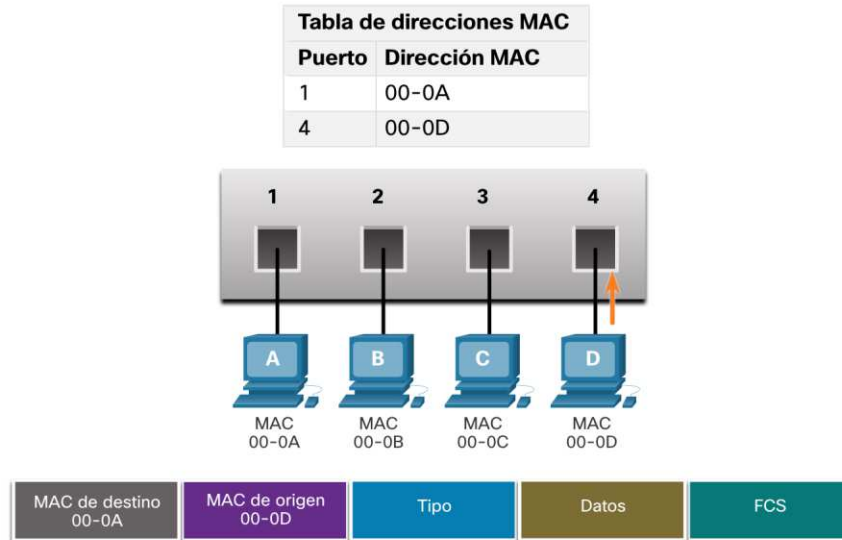 Tabla de direcciones MAC
Puerto Dirección MAC
1 00-0A
4 00-0D
1 2 3 4
A B C D
MAC MAC MAC MAC
00-0A 00-0B 00-0C 00-0D
MAC de destino MAC de origen Tipo Datos FCS
00-0A 00-0D